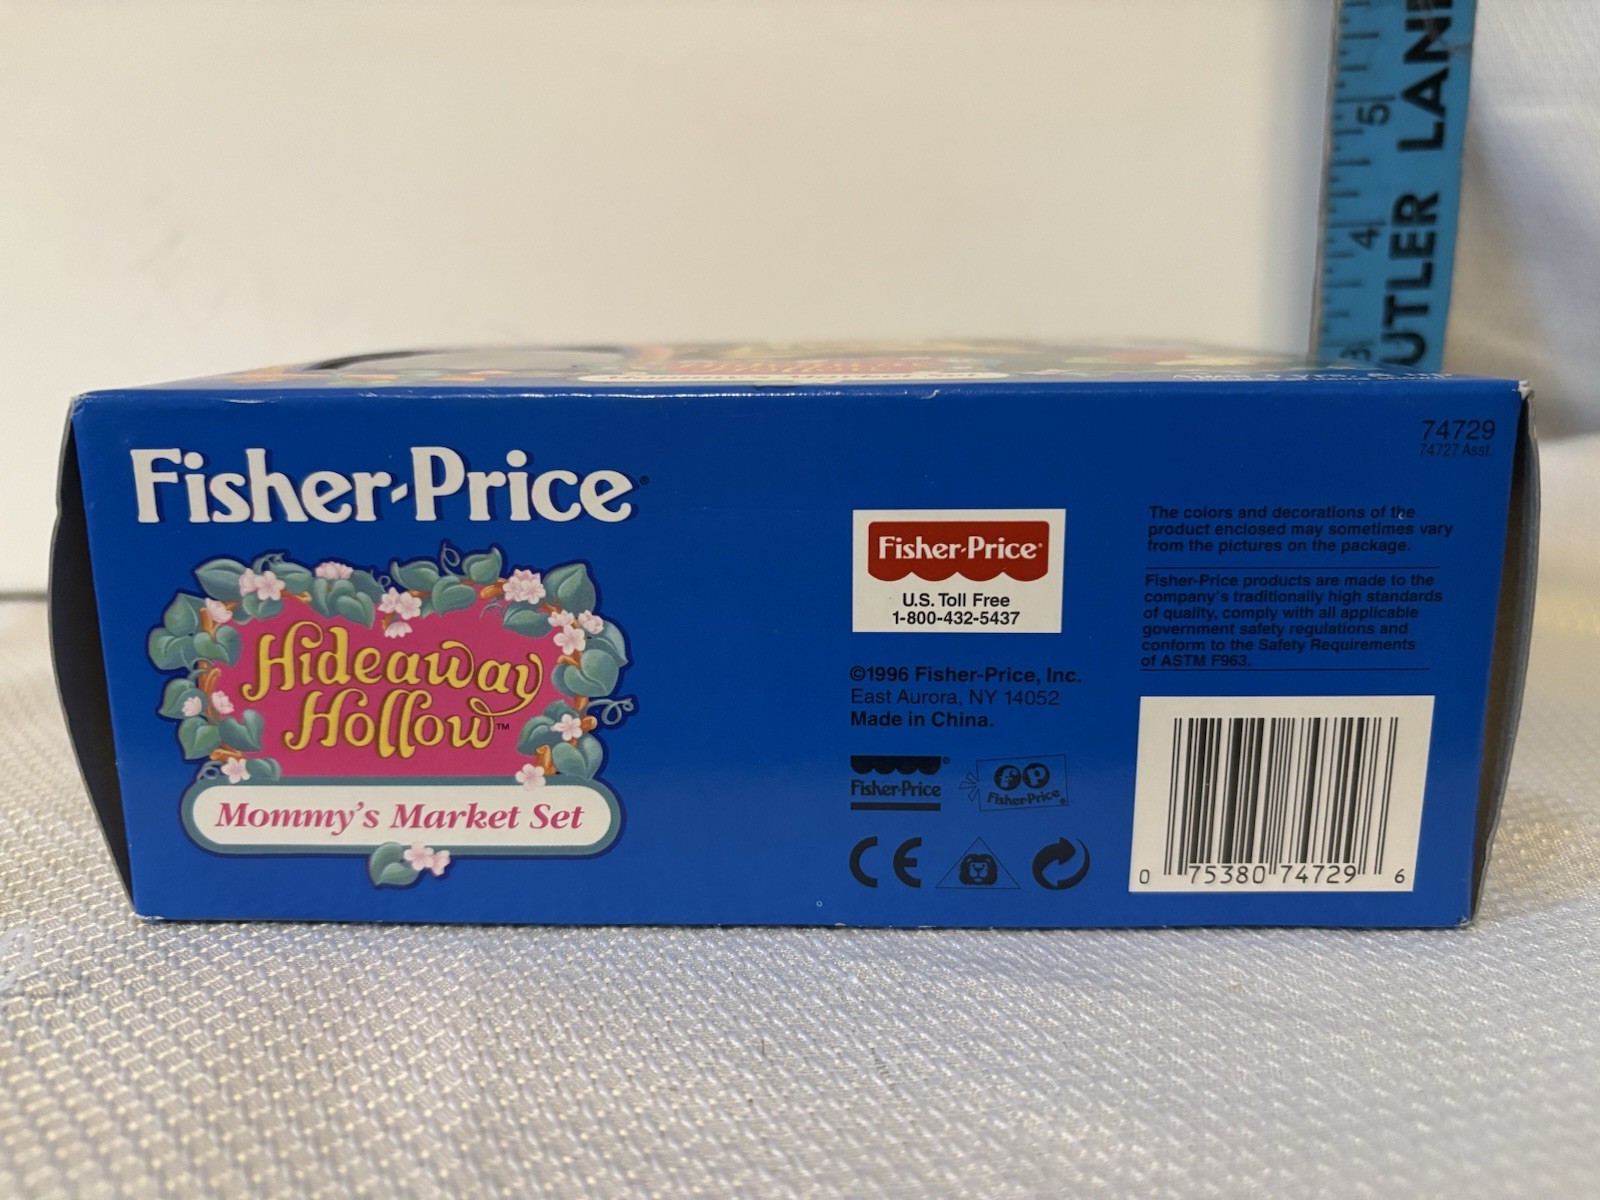 Fisher-Price®
Hideaway
Hollow™
Mommy's Market Set
Fisher-Price®
U.S. Toll Free
1-800-432-5437
©1996 Fisher-Price, Inc.
East Aurora, NY 14052
Made in China.
Fisher-Price®
fp
Fisher-Price®
CE
74729
74727 Asst.
The colors and decorations of the
product enclosed may sometimes vary
from the pictures on the package.
Fisher-Price products are made to the
company's traditionally high standards
of quality, comply with all applicable
government safety regulations and
conform to the Safety Requirements
of ASTM F963.
0 75380 74729 6
3 4 5
UTLER LAN